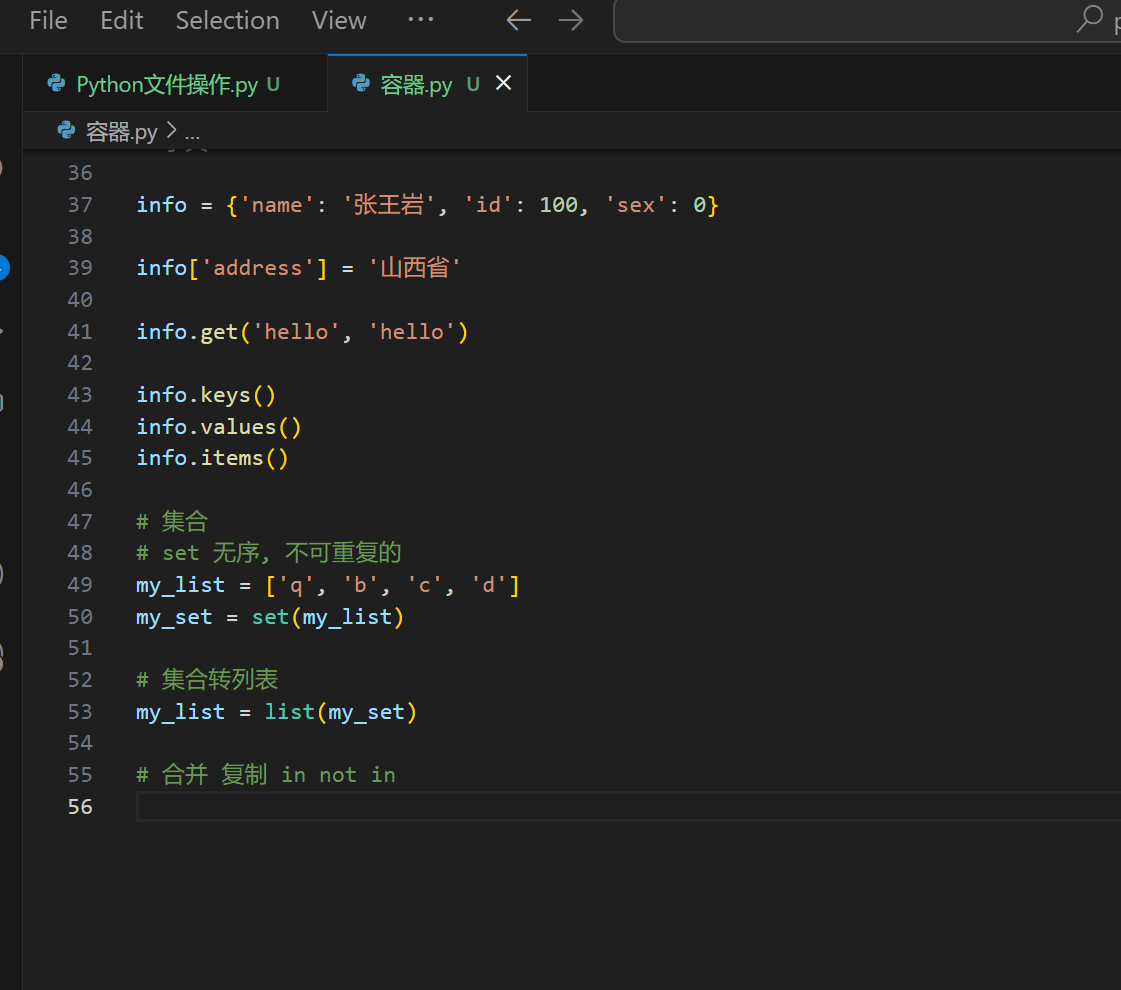 File Edit Selection View ···
Python文件操作.py U 容器.py U
容器.py > ...
36
37 info = {'name': '张王岩', 'id': 100, 'sex': 0}
38
39 info['address'] = '山西省'
40
41 info.get('hello', 'hello')
42
43 info.keys()
44 info.values()
45 info.items()
46
47 # 集合
48 # set 无序, 不可重复的
49 my_list = ['q', 'b', 'c', 'd']
50 my_set = set(my_list)
51
52 # 集合转列表
53 my_list = list(my_set)
54
55 # 合并 复制 in not in
56